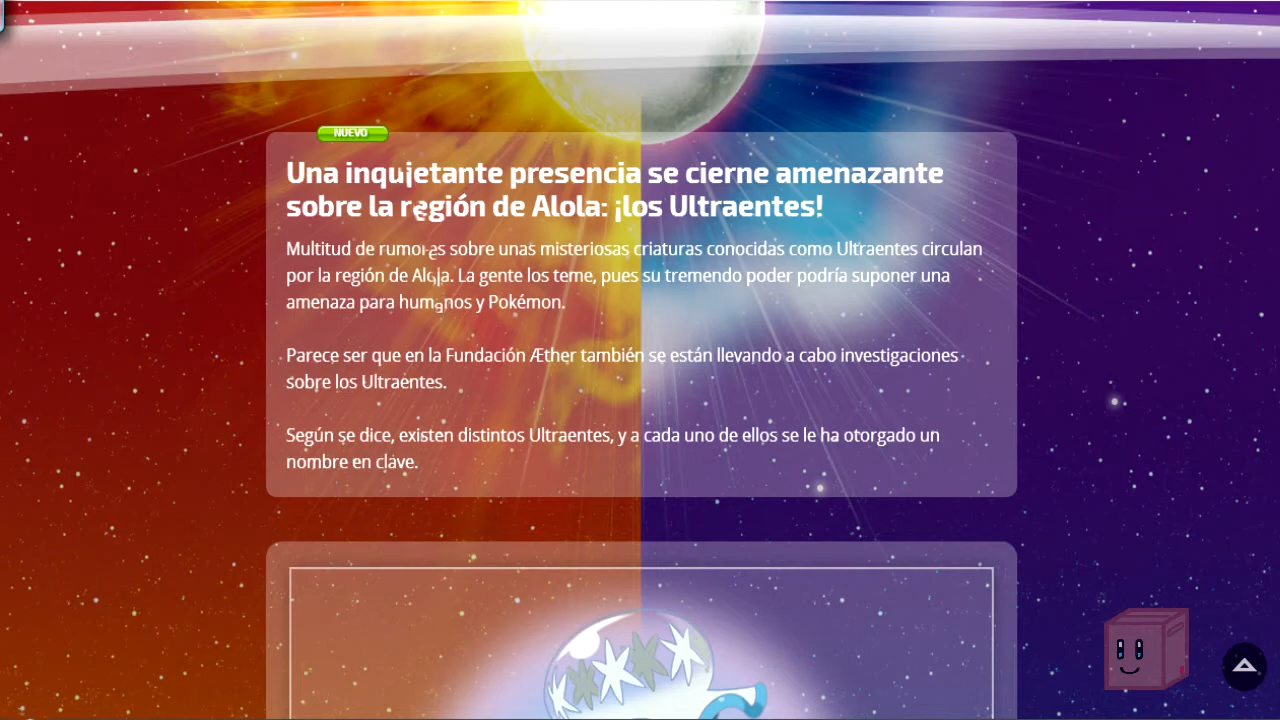 NUEVO
Una inquietante presencia se cierne amenazante
sobre la región de Alola: ¡los Ultraentes!
Multitud de rumores sobre unas misteriosas criaturas conocidas como Ultraentes circulan
por la región de Alola. La gente los teme, pues su tremendo poder podría suponer una
amenaza para humanos y Pokémon.
Parece ser que en la Fundación Æther también se están llevando a cabo investigaciones
sobre los Ultraentes.
Según se dice, existen distintos Ultraentes, y a cada uno de ellos se le ha otorgado un
nombre en clave.